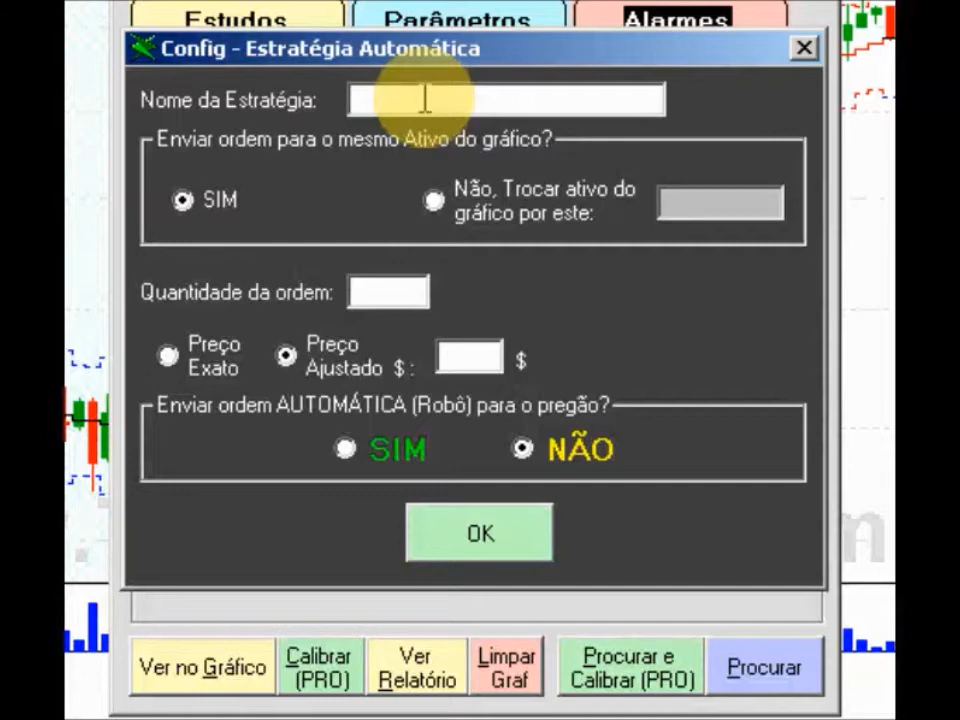 Estudos
Parâmetros
Alarmes
Config - Estratégia Automática
Nome da Estratégia:
Enviar ordem para o mesmo Ativo do gráfico?
SIM
Não, Trocar ativo do
gráfico por este:
Quantidade da ordem:
Preço
Exato
Preço
Ajustado $ :
$
Enviar ordem AUTOMÁTICA (Robô) para o pregão?
SIM
NÃO
OK
Ver no Gráfico
Calibrar
(PRO)
Ver
Relatório
Limpar
Graf
Procurar e
Calibrar (PRO)
Procurar